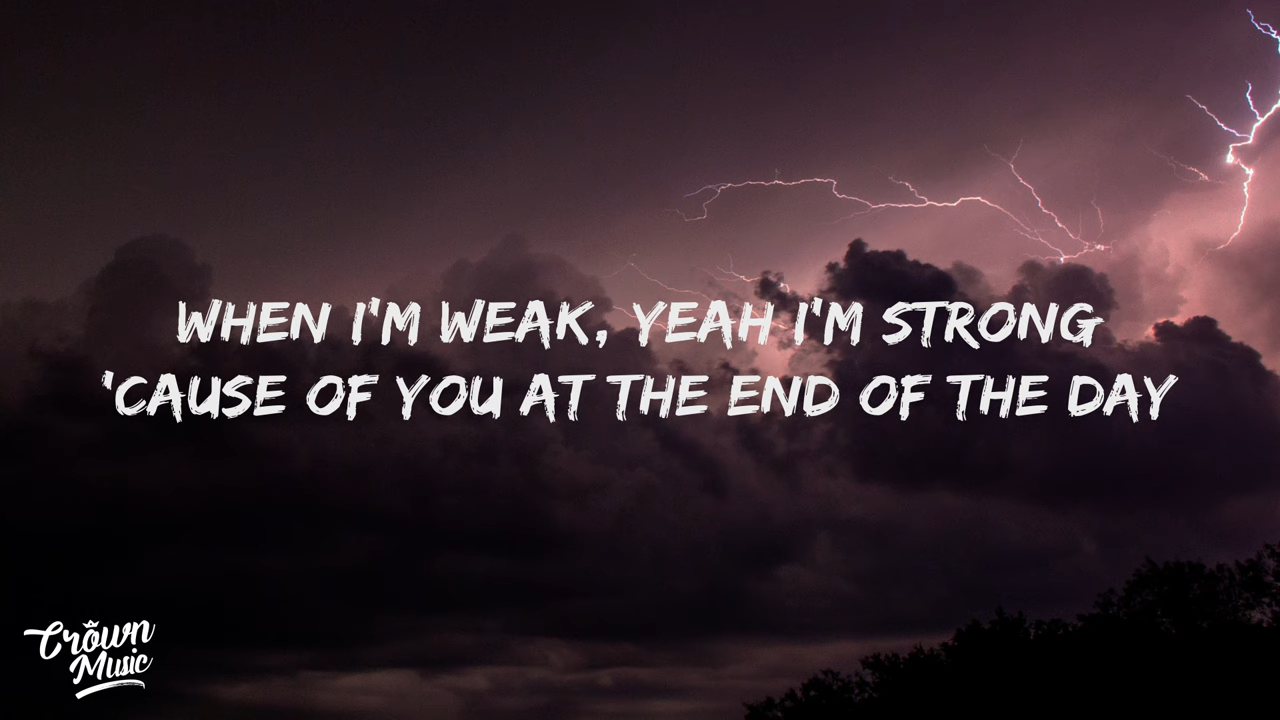 WHEN I'M WEAK, YEAH I'M STRONG
'CAUSE OF YOU AT THE END OF THE DAY
Crown
Music